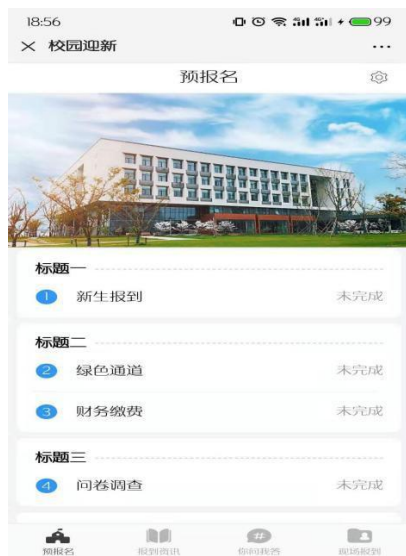 18:56
99
校园迎新
预报名
标题一
1 新生报到 未完成
标题二
2 绿色通道 未完成
3 财务缴费 未完成
标题三
4 问卷调查 未完成
预报名 报到资讯 你问我答 现场报到